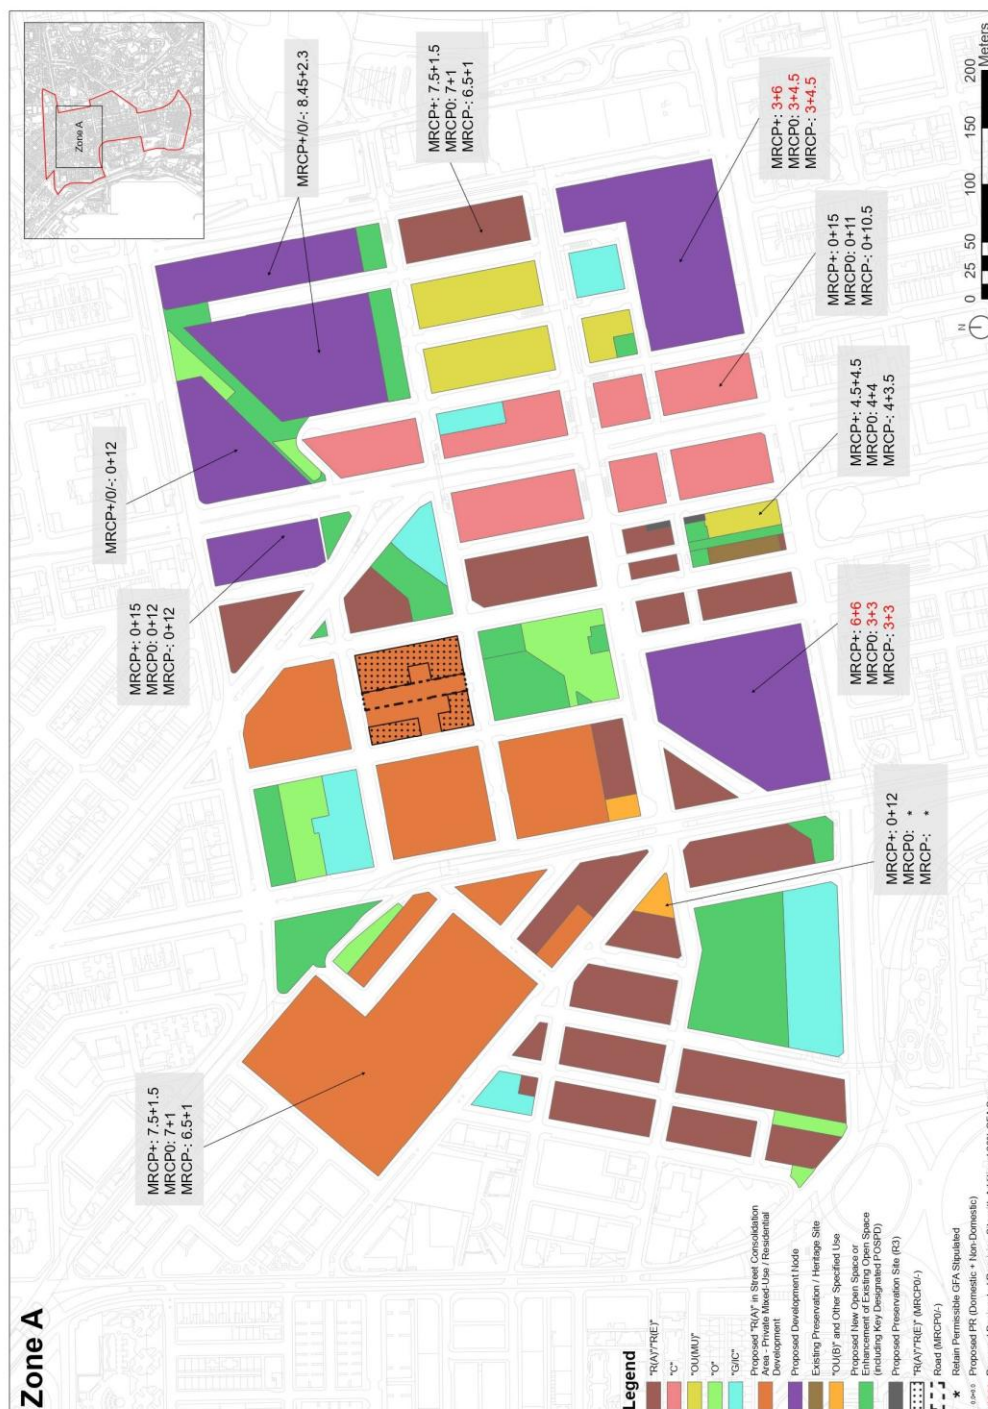 Zone A
Zone A
MRCP+/0/-: 8.45+2.3
MRCP+: 7.5+1.5
MRCP0: 7+1
MRCP-: 6.5+1
MRCP+/0/-: 0+12
MRCP+: 0+15
MRCP0: 0+12
MRCP-: 0+12
MRCP+: 3+6
MRCP0: 3+4.5
MRCP-: 3+4.5
MRCP+: 0+15
MRCP0: 0+11
MRCP-: 0+10.5
MRCP+: 4.5+4.5
MRCP0: 4+4
MRCP-: 4+3.5
MRCP+: 6+6
MRCP0: 3+3
MRCP-: 3+3
MRCP+: 0+12
MRCP0: *
MRCP-: *
MRCP+: 7.5+1.5
MRCP0: 7+1
MRCP-: 6.5+1
N
0 25 50 100 150 200
Meters
Legend
"R(A)"/"R(E)"
"C"
"OU(MU)"
"O"
"G/IC"
Proposed "R(A)" in Street Consolidation
Area - Private Mixed-Use / Residential
Development
Proposed Development Node
Existing Preservation / Heritage Site
"OU(B)" and Other Specified Use
Proposed New Open Space or
Enhancement of Existing Open Space
(including Key Designated POSPD)
Proposed Preservation Site (R3)
"R(A)"/"R(E)" (MRCP0/-)
Road (MRCP0/-)
* Retain Permissible GFA Stipulated
0.0+0.0 Proposed PR (Domestic + Non-Domestic)